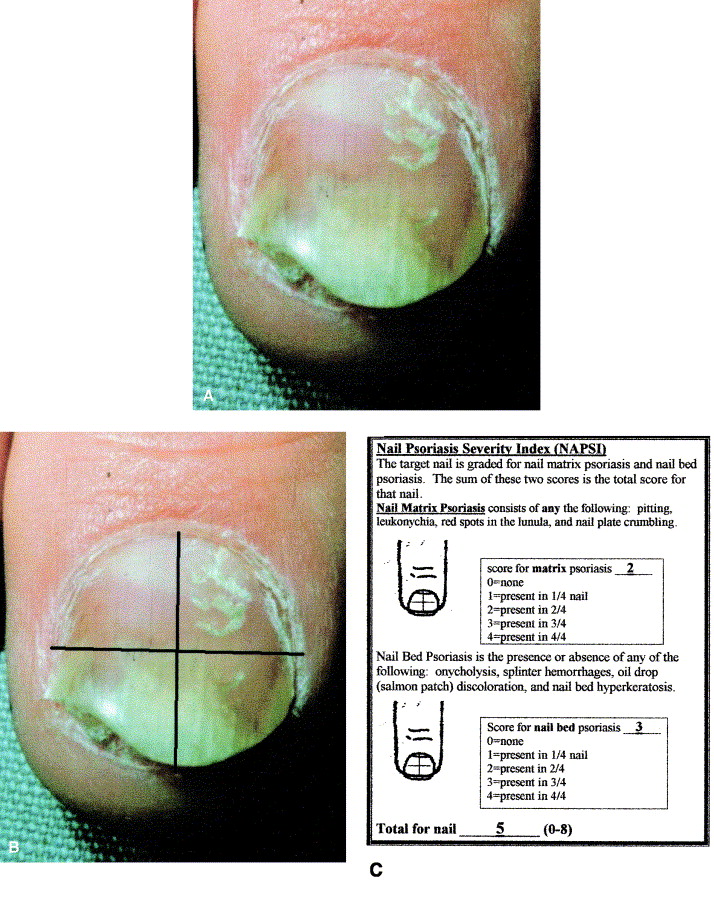 A
B
Nail Psoriasis Severity Index (NAPSI)
The target nail is graded for nail matrix psoriasis and nail bed
psoriasis. The sum of these two scores is the total score for
that nail.
Nail Matrix Psoriasis consists of any the following: pitting,
leukonychia, red spots in the lunula, and nail plate crumbling.
score for matrix psoriasis 2
0=none
1=present in 1/4 nail
2=present in 2/4
3=present in 3/4
4=present in 4/4
Nail Bed Psoriasis is the presence or absence of any of the
following: onycholysis, splinter hemorrhages, oil drop
(salmon patch) discoloration, and nail bed hyperkeratosis.
Score for nail bed psoriasis 3
0=none
1=present in 1/4 nail
2=present in 2/4
3=present in 3/4
4=present in 4/4
Total for nail 5 (0-8)
C